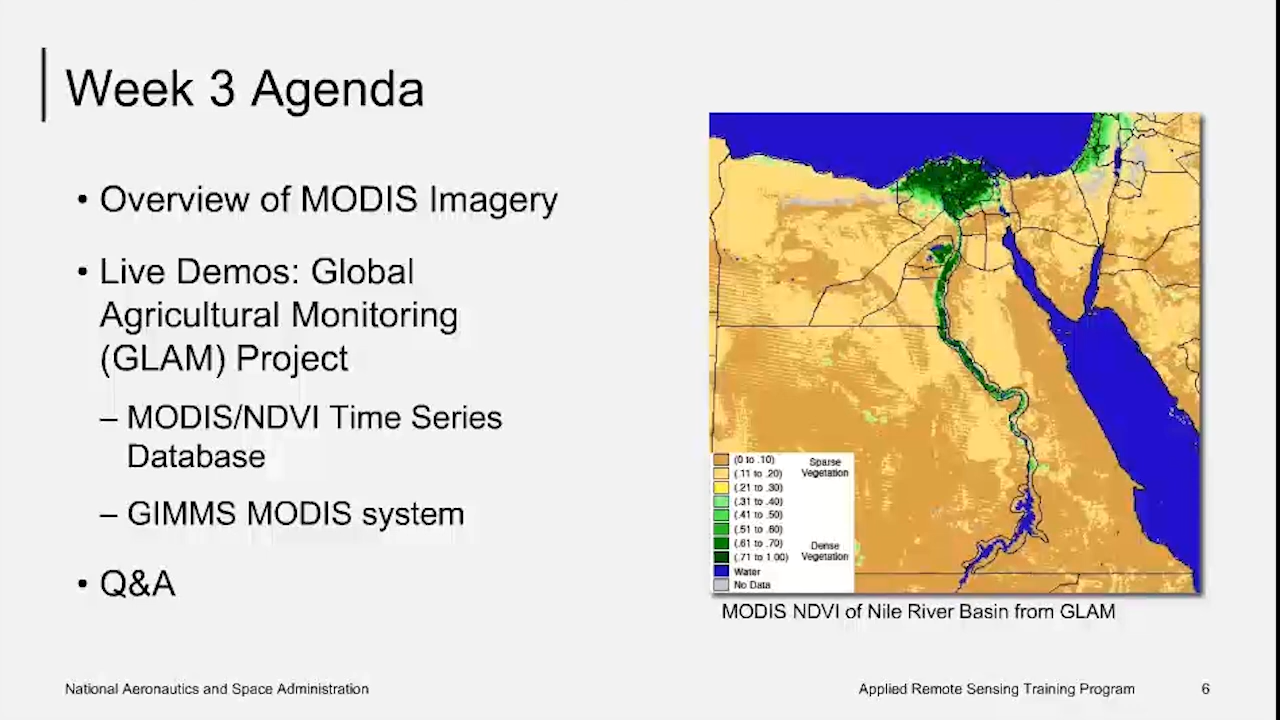 Week 3 Agenda
• Overview of MODIS Imagery
• Live Demos: Global
Agricultural Monitoring
(GLAM) Project
– MODIS/NDVI Time Series
Database
– GIMMS MODIS system
• Q&A
(0 to .10)
(.11 to .20)
(.21 to .30)
(.31 to .40)
(.41 to .50)
(.51 to .60)
(.61 to .70)
(.71 to 1.00)
Water
No Data
Sparse
Vegetation
Dense
Vegetation
MODIS NDVI of Nile River Basin from GLAM
National Aeronautics and Space Administration
Applied Remote Sensing Training Program
6